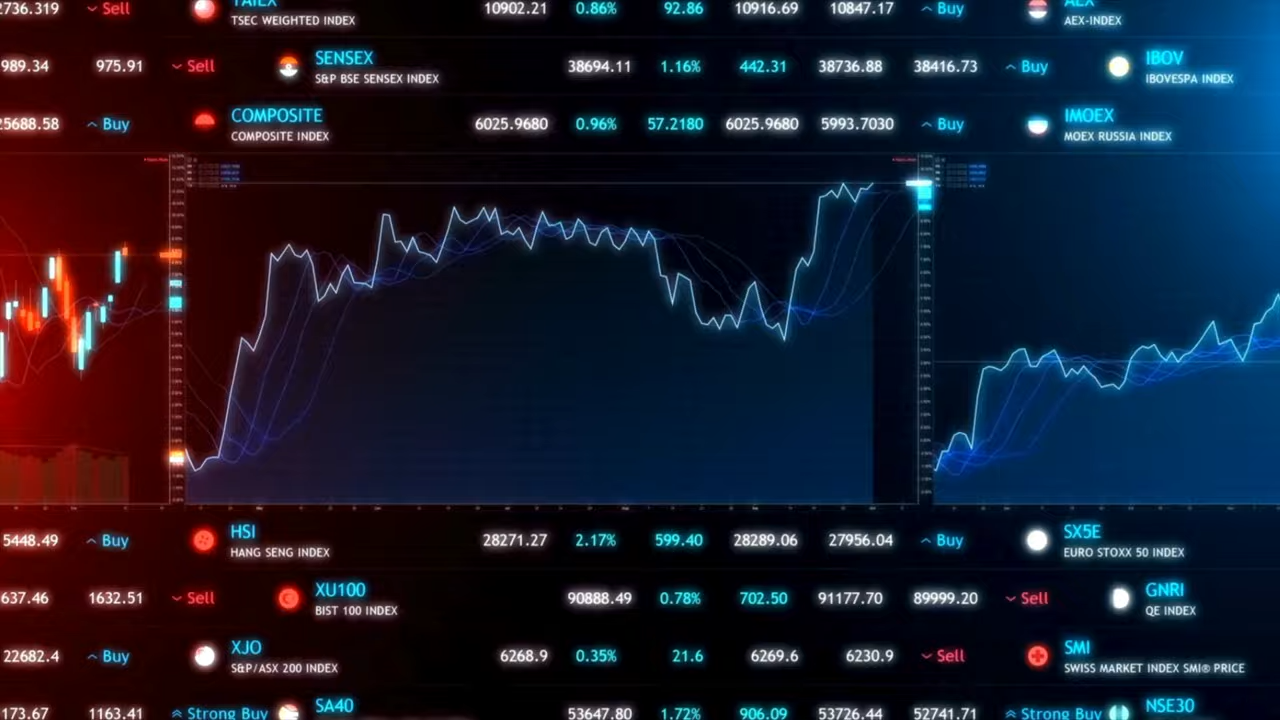 2736.319 Sell TAIEX 10902.21 0.86% 92.86 10916.69 10847.17 Buy AEX
TSEC WEIGHTED INDEX AEX-INDEX
989.34 975.91 Sell SENSEX 38694.11 1.16% 442.31 38736.88 38416.73 Buy IBOV
S&P BSE SENSEX INDEX IBOVESPA INDEX
25688.58 Buy COMPOSITE 6025.9680 0.96% 57.2180 6025.9680 5993.7030 Buy IMOEX
COMPOSITE INDEX MOEX RUSSIA INDEX
5448.49 Buy HSI 28271.27 2.17% 599.40 28289.06 27956.04 Buy SX5E
HANG SENG INDEX EURO STOXX 50 INDEX
637.46 1632.51 Sell XU100 90888.49 0.78% 702.50 91177.70 89999.20 Sell GNRI
BIST 100 INDEX QE INDEX
22682.4 Buy XJO 6268.9 0.35% 21.6 6269.6 6230.9 Sell SMI
S&P/ASX 200 INDEX SWISS MARKET INDEX SMI® PRICE
173.67 1163.41 Strong Buy SA40 53647.80 1.72% 906.09 53726.44 52741.71 Strong Buy NSE30